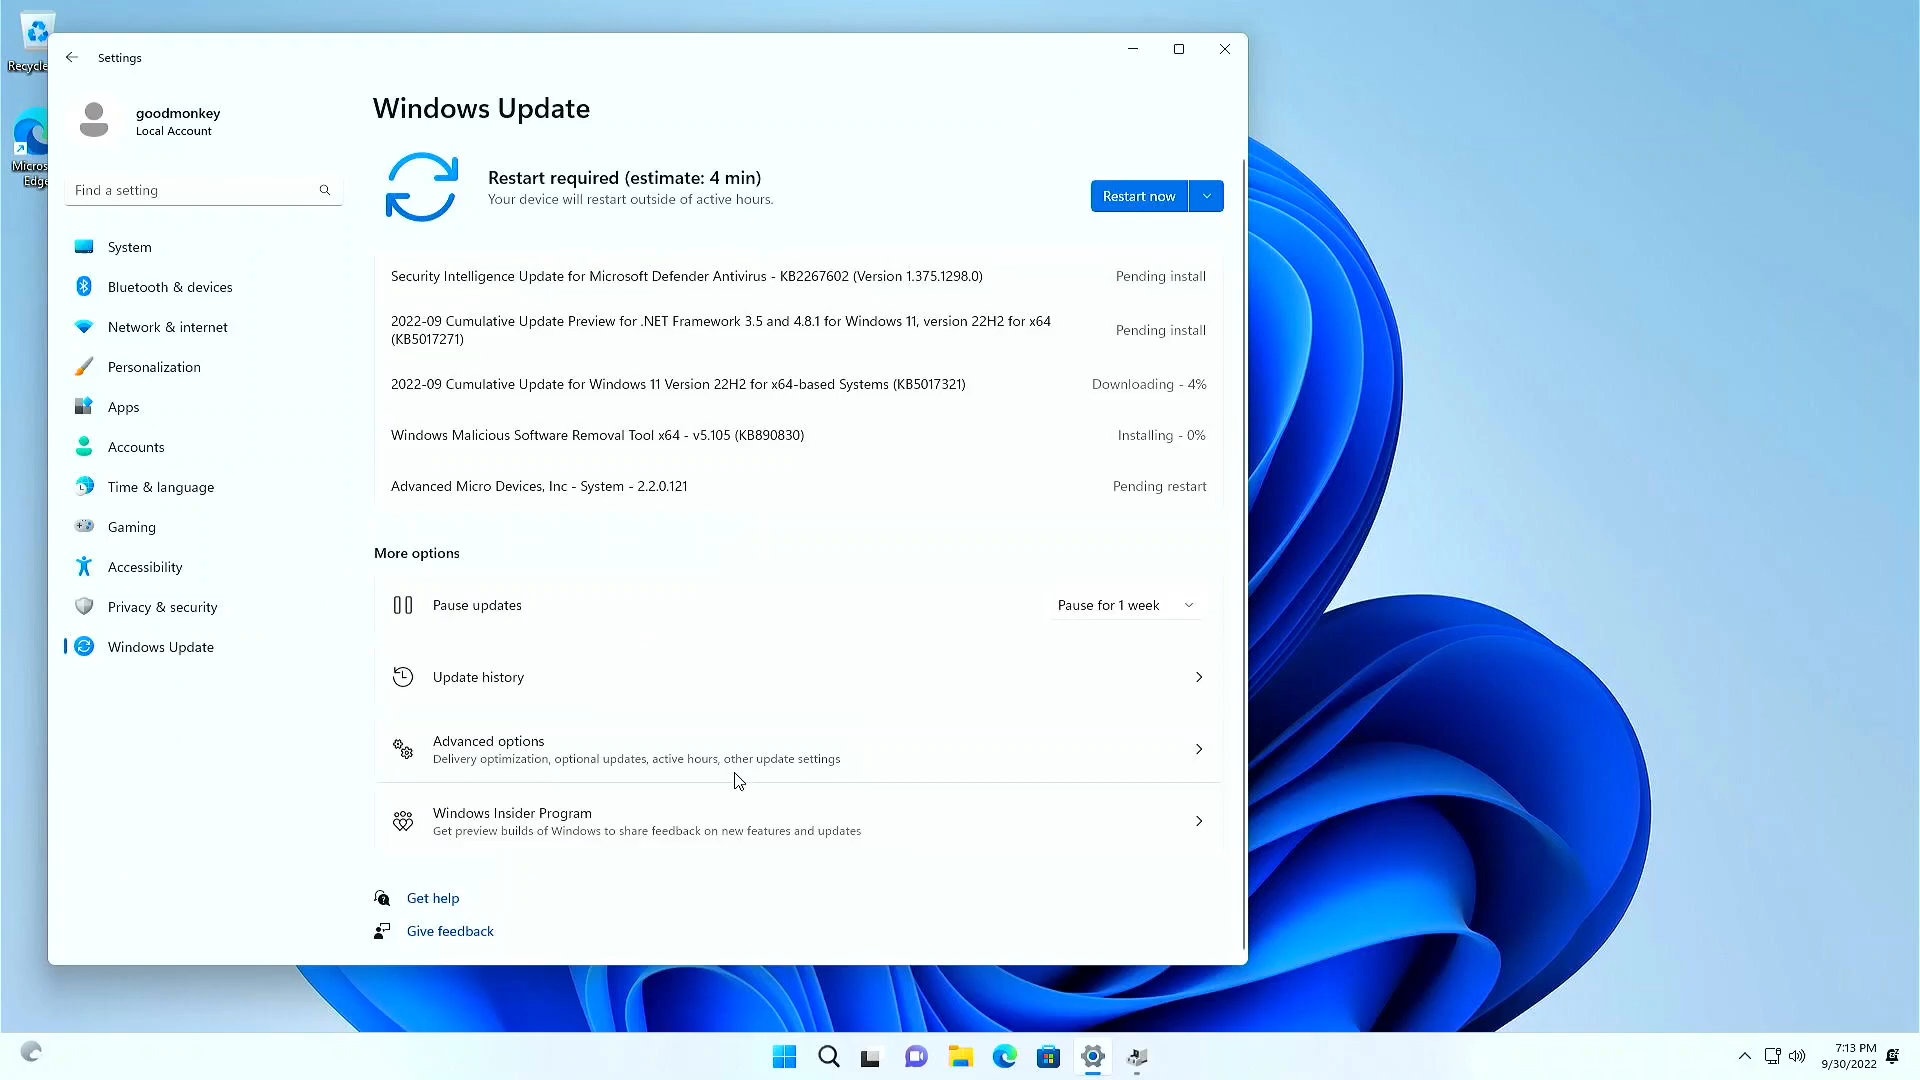 Recycle
Micros
Edge
Settings
goodmonkey
Local Account
Find a setting
System
Bluetooth & devices
Network & internet
Personalization
Apps
Accounts
Time & language
Gaming
Accessibility
Privacy & security
Windows Update
Windows Update
Restart required (estimate: 4 min)
Your device will restart outside of active hours.
Restart now
Security Intelligence Update for Microsoft Defender Antivirus - KB2267602 (Version 1.375.1298.0)
Pending install
2022-09 Cumulative Update Preview for .NET Framework 3.5 and 4.8.1 for Windows 11, version 22H2 for x64
(KB5017271)
Pending install
2022-09 Cumulative Update for Windows 11 Version 22H2 for x64-based Systems (KB5017321)
Downloading - 4%
Windows Malicious Software Removal Tool x64 - v5.105 (KB890830)
Installing - 0%
Advanced Micro Devices, Inc - System - 2.2.0.121
Pending restart
More options
Pause updates
Pause for 1 week
Update history
Advanced options
Delivery optimization, optional updates, active hours, other update settings
Windows Insider Program
Get preview builds of Windows to share feedback on new features and updates
Get help
Give feedback
7:13 PM
9/30/2022